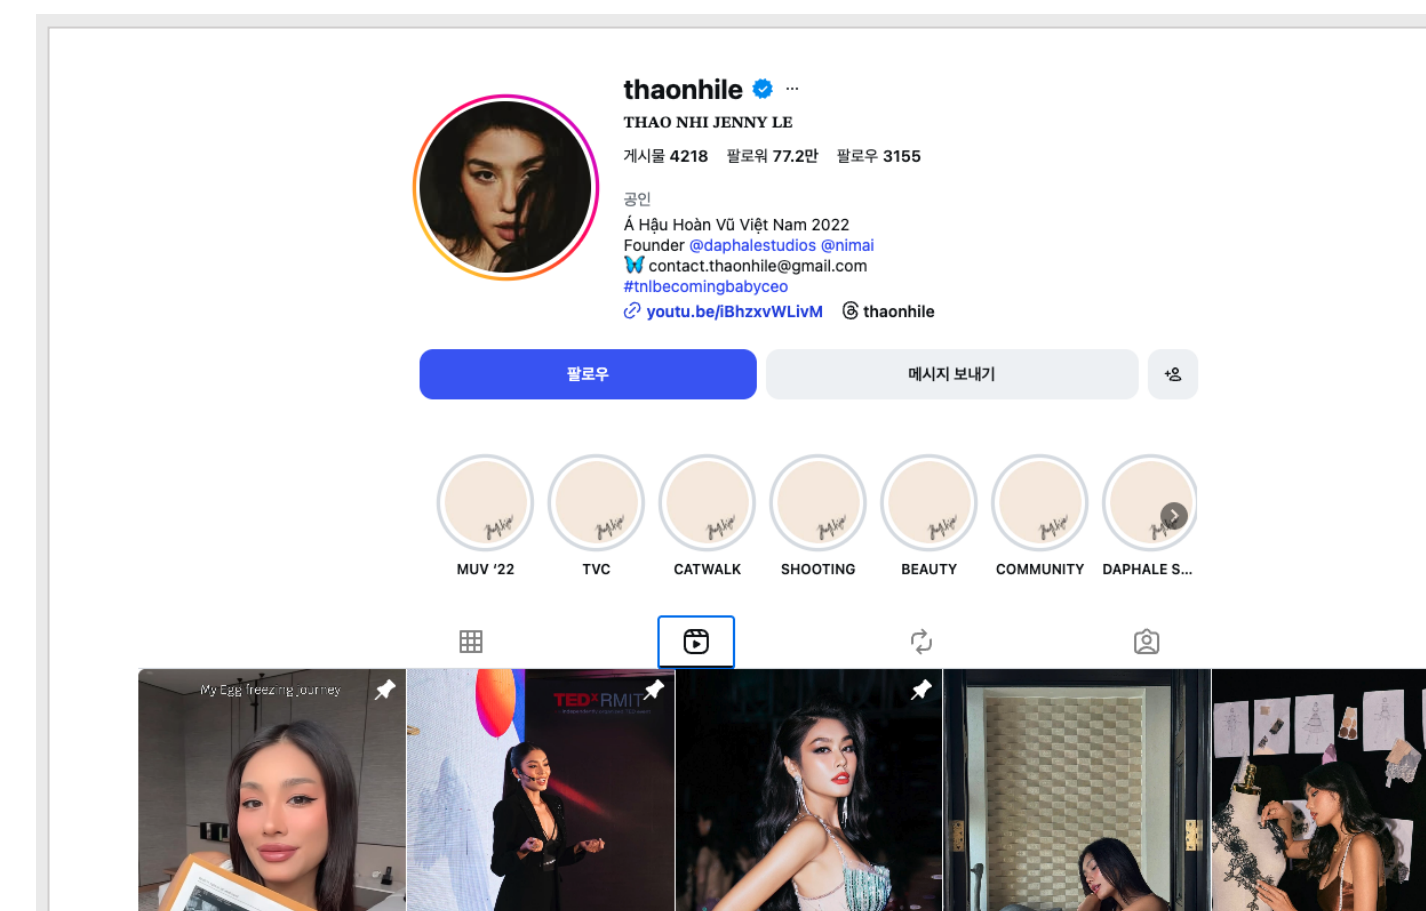 thaonhile
THAO NHI JENNY LE
게시물 4218 팔로워 77.2만 팔로우 3155
공인
Á Hậu Hoàn Vũ Việt Nam 2022
Founder @daphalestudios @nimai
contact.thaonhile@gmail.com
#tnlbecomingbabyceo
youtu.be/iBhzxvWLivM thaonhile
팔로우 메시지 보내기
MUV ‘22 TVC CATWALK SHOOTING BEAUTY COMMUNITY DAPHALE S...
My Egg freezing journey
TEDxRMIT